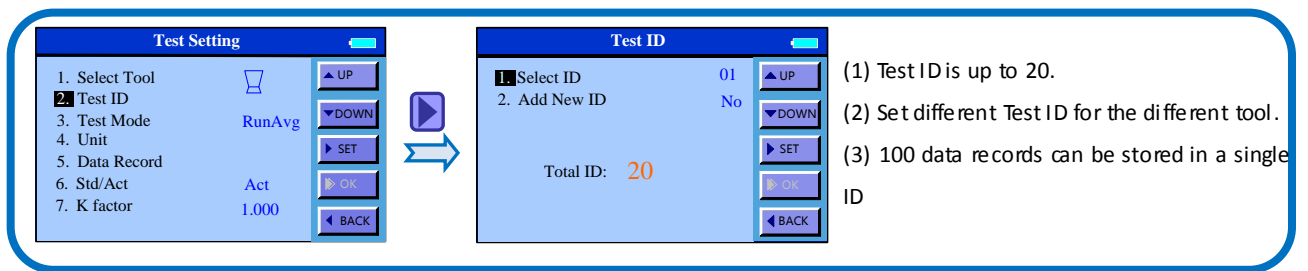 Test Setting
1. Select Tool
2. Test ID
3. Test Mode RunAvg
4. Unit
5. Data Record
6. Std/Act Act
7. K factor 1.000
UP
DOWN
SET
OK
BACK
Test ID
1. Select ID 01
2. Add New ID No
Total ID: 20
UP
DOWN
SET
OK
BACK
(1) Test ID is up to 20.
(2) Set different Test ID for the different tool.
(3) 100 data records can be stored in a single
ID